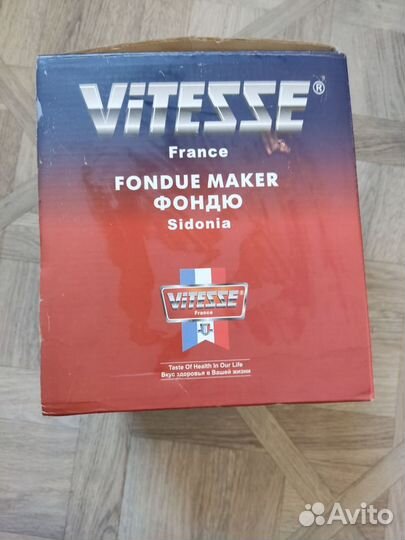 ViTESSE®
France
FONDUE MAKER
ФОНДЮ
Sidonia
ViTESSE®
France
Taste Of Health In Our Life
Вкус здоровья в Вашей жизни
Avito